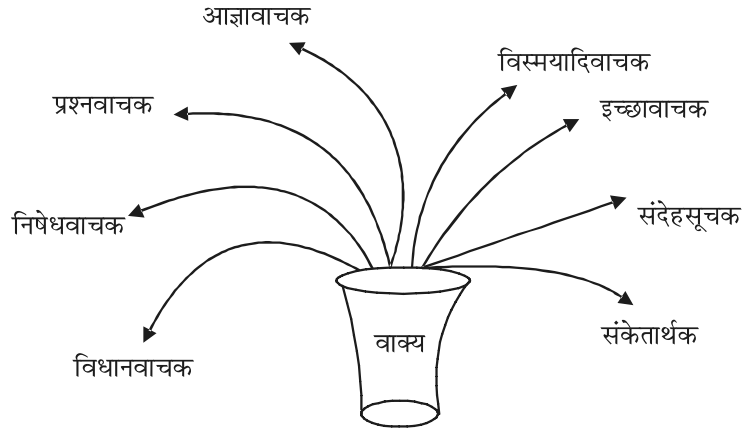 आज्ञावाचक
विस्मयादिवाचक
प्रश्नवाचक
इच्छावाचक
निषेधवाचक
संदेहसूचक
संकेतार्थक
वाक्य
विधानवाचक